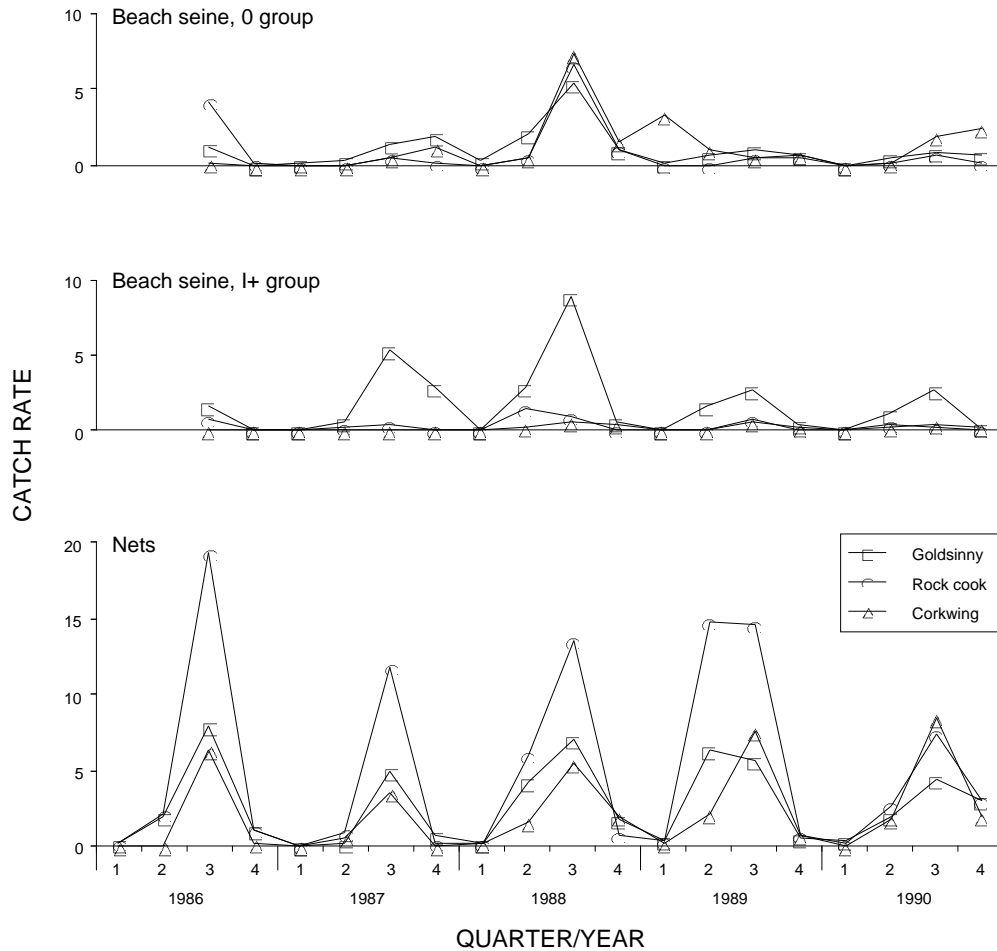 Beach seine, 0 group
10
5
0
Beach seine, I+ group
10
5
0
CATCH RATE
Nets
20
15
10
5
0
Goldsinny
Rock cook
Corkwing
1 2 3 4 1 2 3 4 1 2 3 4 1 2 3 4 1 2 3 4
1986 1987 1988 1989 1990
QUARTER/YEAR